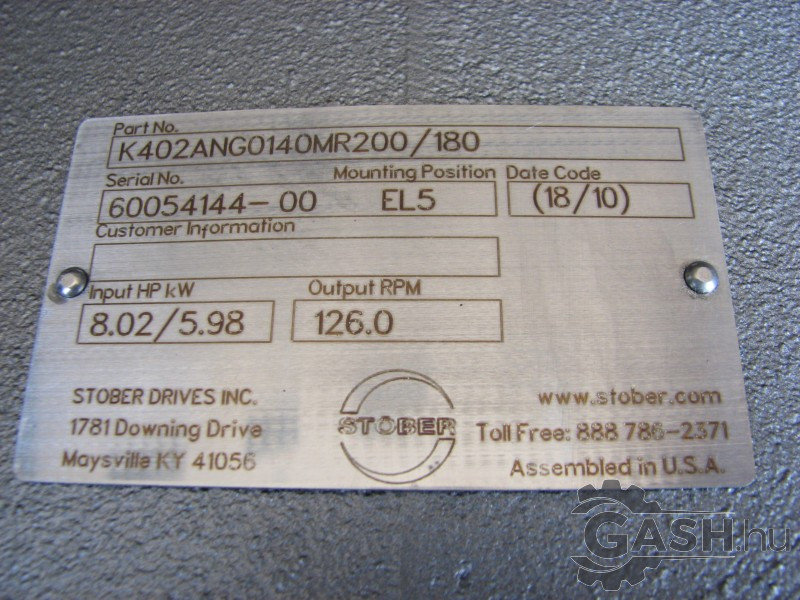 Part No.
K402ANG0140MR200/180
Serial No. Mounting Position Date Code
60054144-00 EL5 (18/10)
Customer Information
Input HP kW Output RPM
8.02/5.98 126.0
STOBER DRIVES INC. www.stober.com
1781 Downing Drive STOBER Toll Free: 888 786-2371
Maysville KY 41056 Assembled in U.S.A.
GASH.hu